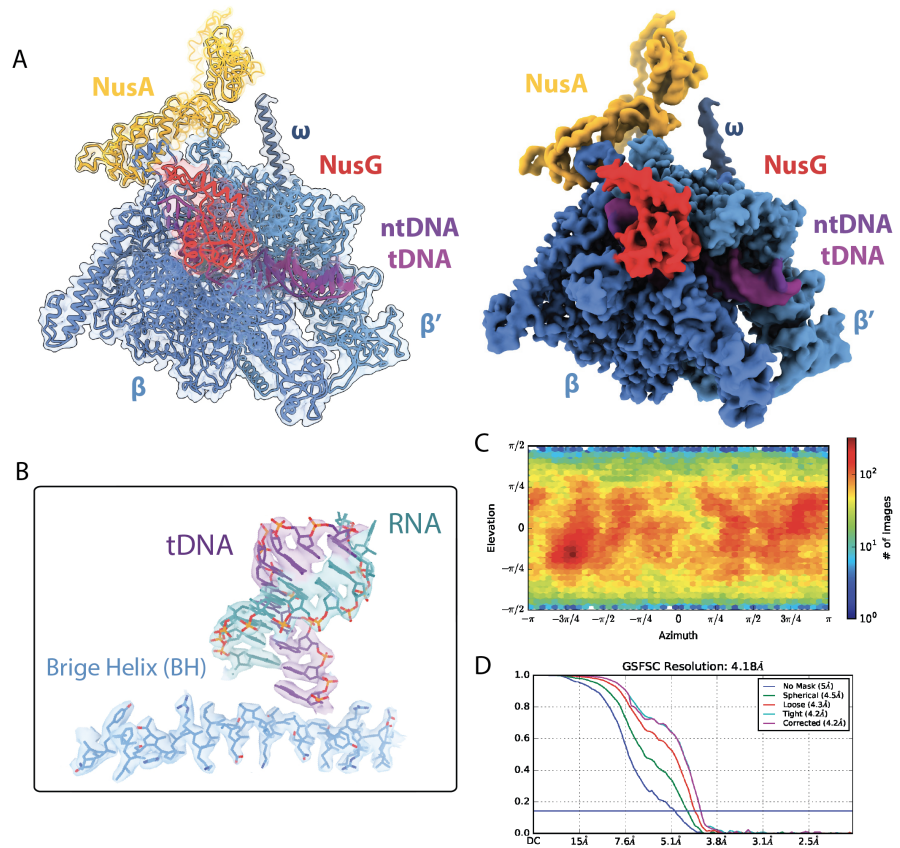 A
NusA
ω
NusG
ntDNA
tDNA
β'
β
NusA
ω
NusG
ntDNA
tDNA
β'
β
B
tDNA
RNA
Brige Helix (BH)
C
π/2
π/4
0
−π/4
−π/2
Elevation
−π −3π/4 −π/2 −π/4 0 π/4 π/2 3π/4 π
Azimuth
10²
10¹
10⁰
# of Images
D
GSFSC Resolution: 4.18Å
1.0
0.8
0.6
0.4
0.2
0.0
No Mask (5Å)
Spherical (4.5Å)
Loose (4.3Å)
Tight (4.2Å)
Corrected (4.2Å)
DC 15Å 7.6Å 5.1Å 3.8Å 3.1Å 2.5Å